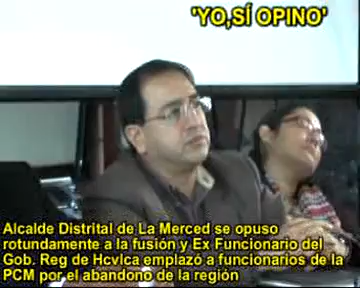 'YO,SÍ OPINO'
Alcalde Distrital de La Merced se opuso
rotundamente a la fusión y Ex Funcionario del
Gob. Reg de Hcvlca emplazó a funcionarios de la
PCM por el abandono de la región